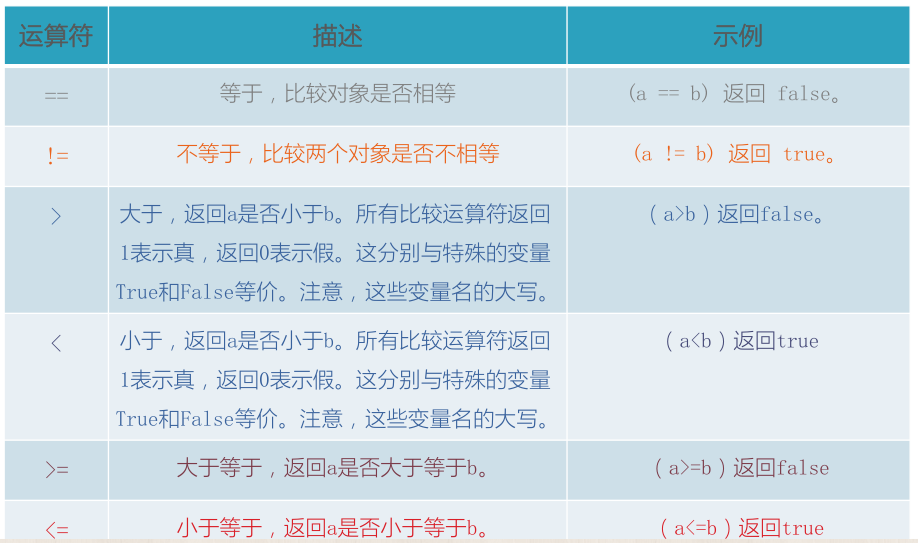 运算符 描述 示例
== 等于，比较对象是否相等 (a == b) 返回 false。
!= 不等于，比较两个对象是否不相等 (a != b) 返回 true。
> 大于，返回a是否小于b。所有比较运算符返回 （a>b）返回false。
1表示真，返回0表示假。这分别与特殊的变量
True和False等价。注意，这些变量名的大写。
< 小于，返回a是否小于b。所有比较运算符返回 （a<b）返回true
1表示真，返回0表示假。这分别与特殊的变量
True和False等价。注意，这些变量名的大写。
>= 大于等于，返回a是否大于等于b。 （a>=b）返回false
<= 小于等于，返回a是否小于等于b。 （a<=b）返回true